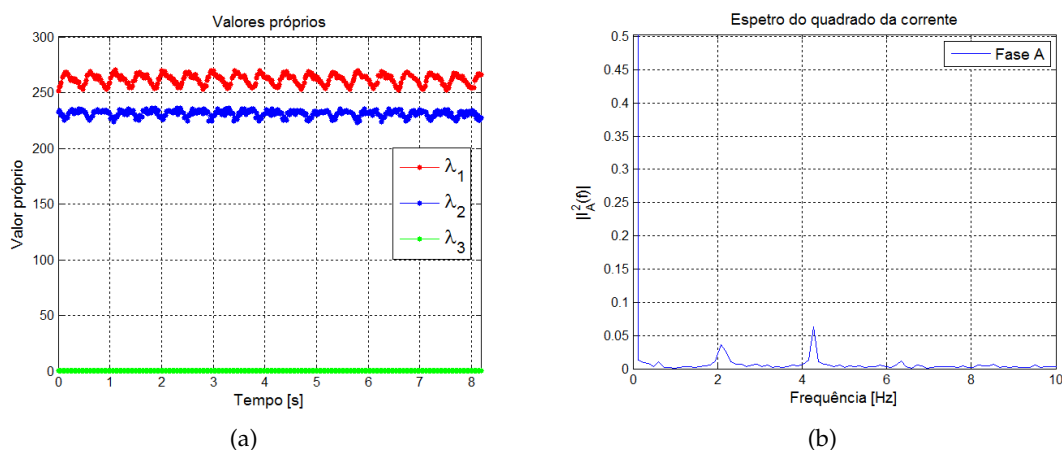 Valores próprios
300
250
200
150
100
50
0
Valor próprio
λ1
λ2
λ3
0 1 2 3 4 5 6 7 8
Tempo [s]
(a)
Espetro do quadrado da corrente
0.5
0.45
0.4
0.35
0.3
0.25
0.2
0.15
0.1
0.05
0
|I_A^2(f)|
Fase A
0 2 4 6 8 10
Frequência [Hz]
(b)